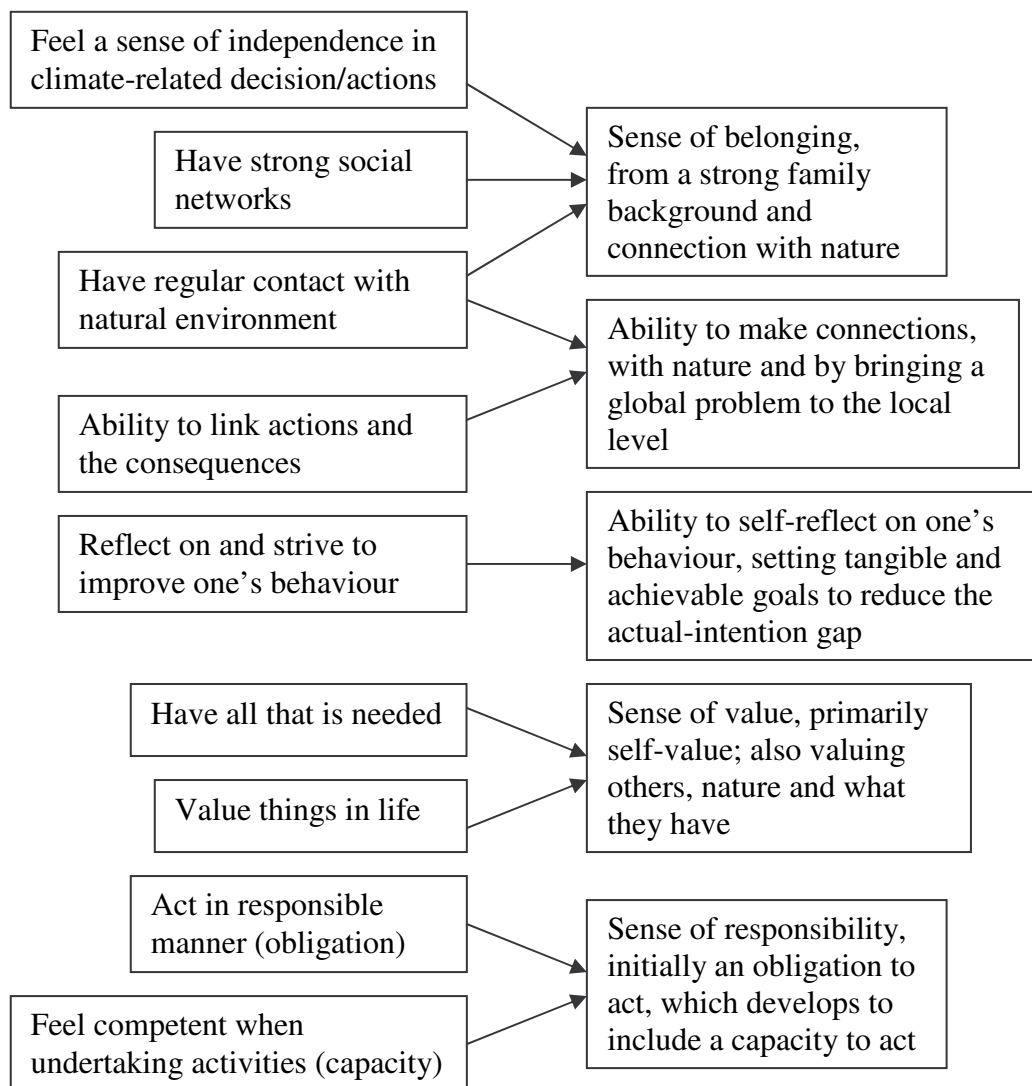 Feel a sense of independence in
climate-related decision/actions
Have strong social
networks
Have regular contact with
natural environment
Ability to link actions and
the consequences
Reflect on and strive to
improve one’s behaviour
Have all that is needed
Value things in life
Act in responsible
manner (obligation)
Feel competent when
undertaking activities (capacity)
Sense of belonging,
from a strong family
background and
connection with nature
Ability to make connections,
with nature and by bringing a
global problem to the local
level
Ability to self-reflect on one’s
behaviour, setting tangible and
achievable goals to reduce the
actual-intention gap
Sense of value, primarily
self-value; also valuing
others, nature and what
they have
Sense of responsibility,
initially an obligation to
act, which develops to
include a capacity to act